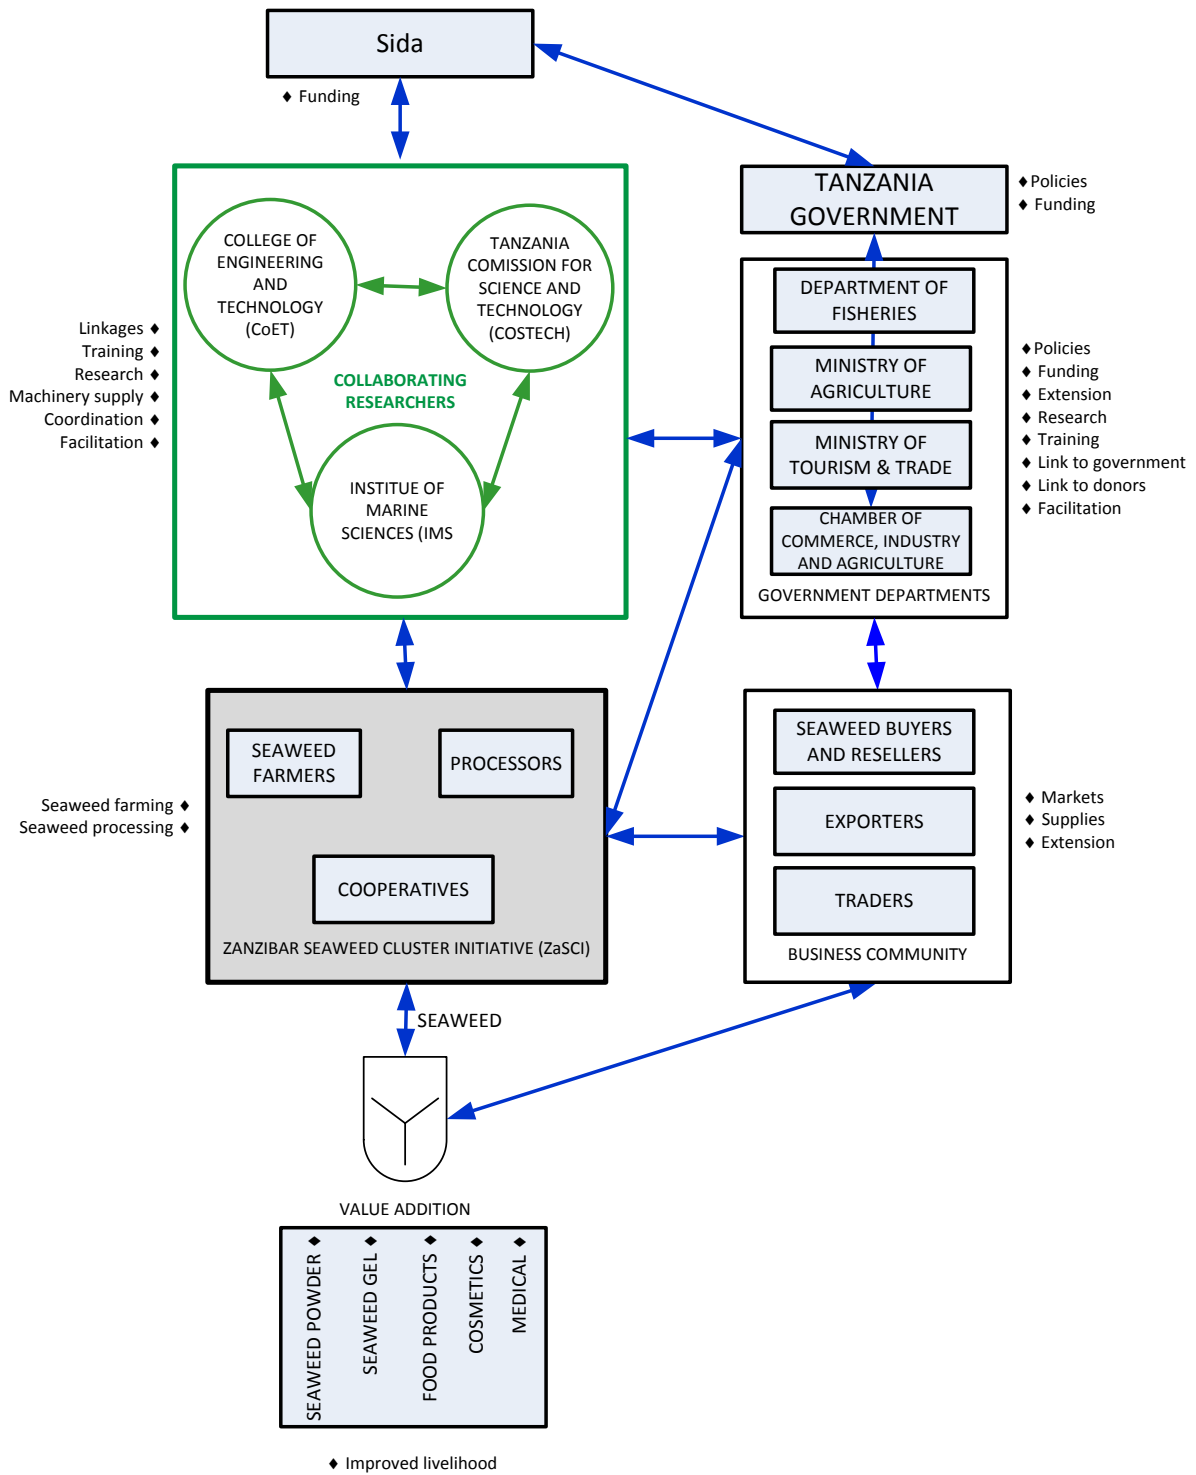 Sida
♦ Funding
TANZANIA
GOVERNMENT
♦Policies
♦ Funding
COLLEGE OF
ENGINEERING
AND
TECHNOLOGY
(CoET)
TANZANIA
COMISSION FOR
SCIENCE AND
TECHNOLOGY
(COSTECH)
COLLABORATING
RESEARCHERS
INSTITUE OF
MARINE
SCIENCES (IMS
Linkages ♦
Training ♦
Research ♦
Machinery supply ♦
Coordination ♦
Facilitation ♦
DEPARTMENT OF
FISHERIES
MINISTRY OF
AGRICULTURE
MINISTRY OF
TOURISM & TRADE
CHAMBER OF
COMMERCE, INDUSTRY
AND AGRICULTURE
GOVERNMENT DEPARTMENTS
♦Policies
♦ Funding
♦ Extension
♦ Research
♦ Training
♦ Link to government
♦ Link to donors
♦ Facilitation
SEAWEED
FARMERS
PROCESSORS
COOPERATIVES
ZANZIBAR SEAWEED CLUSTER INITIATIVE (ZaSCI)
Seaweed farming ♦
Seaweed processing ♦
SEAWEED BUYERS
AND RESELLERS
EXPORTERS
TRADERS
BUSINESS COMMUNITY
♦ Markets
♦ Supplies
♦ Extension
SEAWEED
VALUE ADDITION
SEAWEED POWDER ♦
SEAWEED GEL ♦
FOOD PRODUCTS ♦
COSMETICS ♦
MEDICAL ♦
♦ Improved livelihood